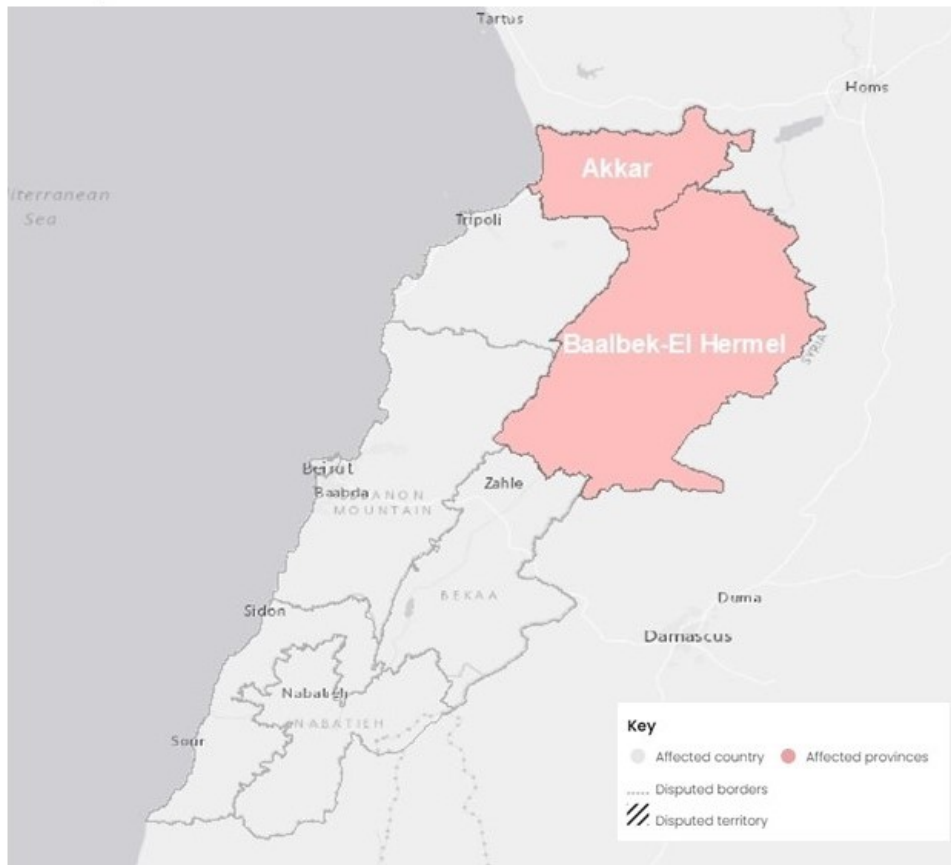 Tartus
Homs
Akkar
diterranean
Sea
Tripoli
Baalbek-El Hermel
SYRIA
Beirut
Baabda
LEBANON
MOUNTAIN
Zahle
BEKAA
Sidon
Duma
Damascus
Nabatieh
NABATIEH
Sour
Key
Affected country
Affected provinces
Disputed borders
Disputed territory